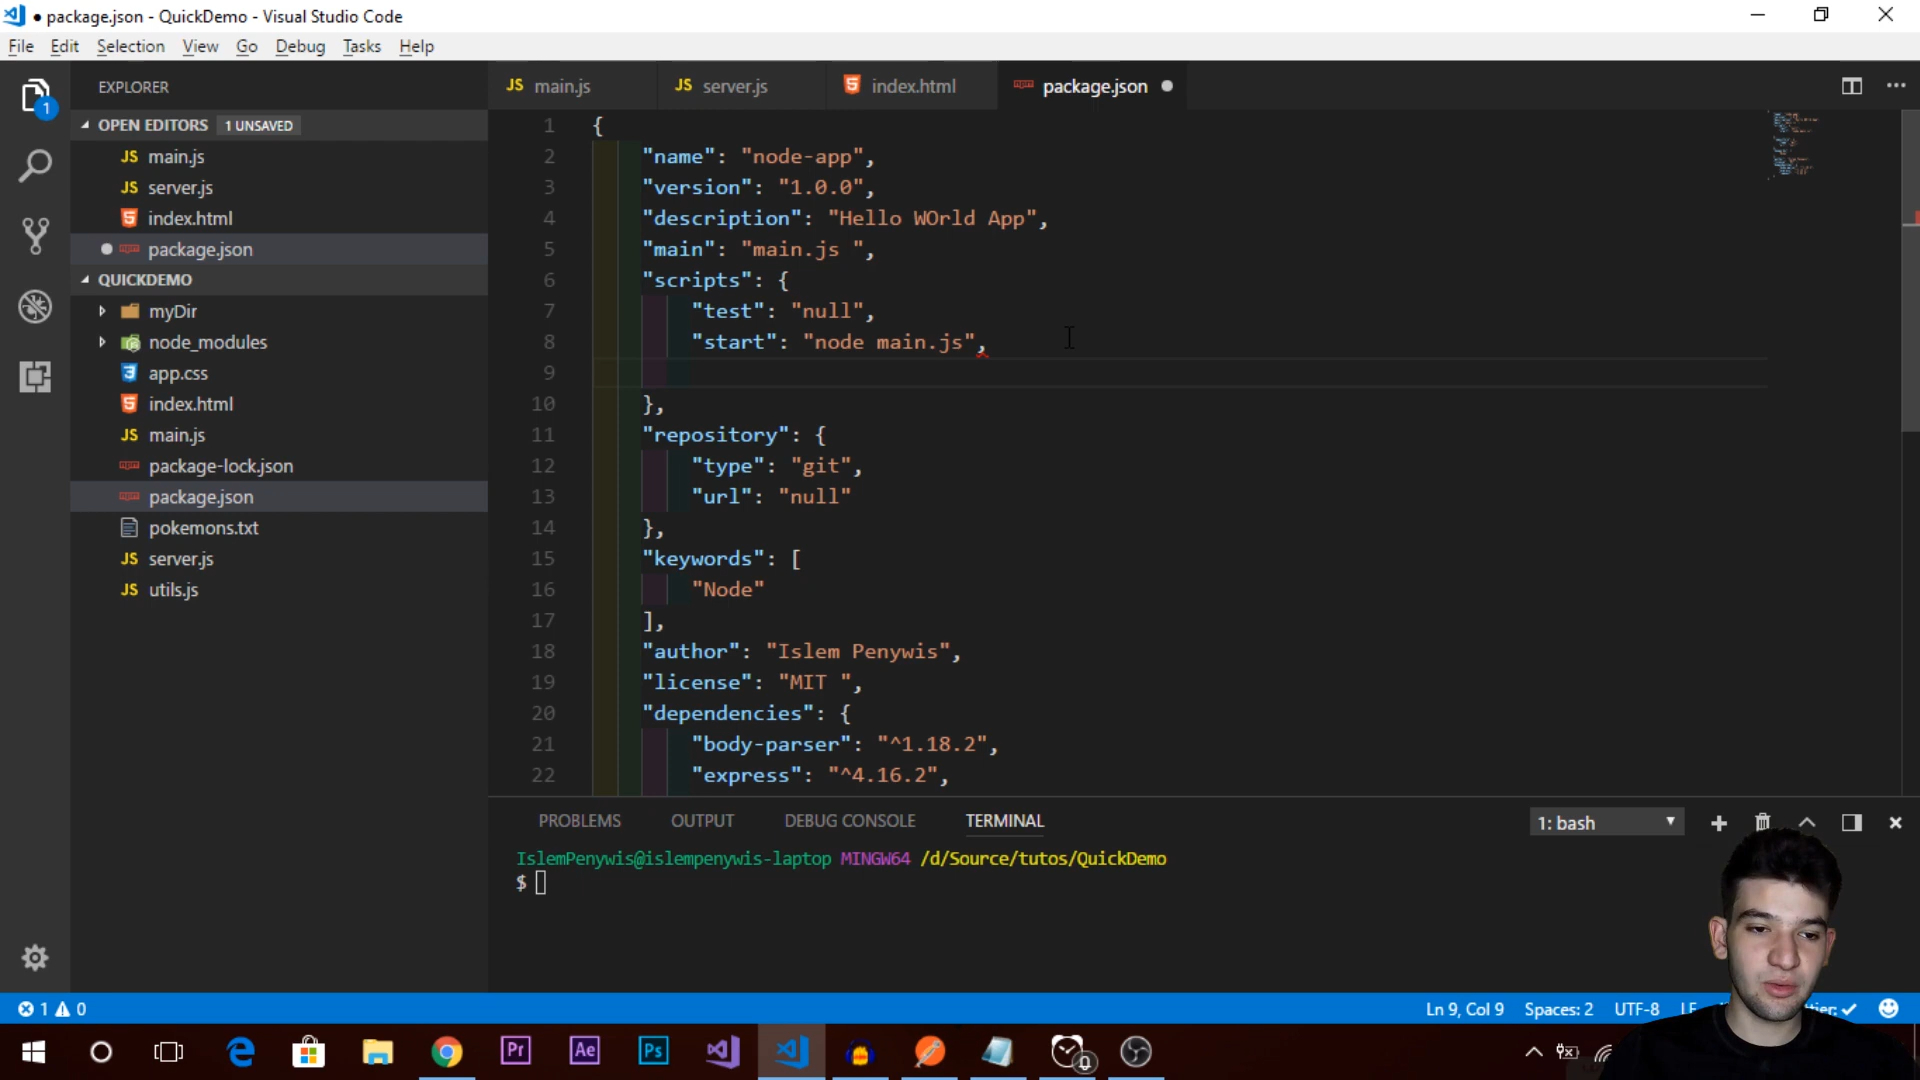 ● package.json - QuickDemo - Visual Studio Code
File Edit Selection View Go Debug Tasks Help
1
EXPLORER
OPEN EDITORS 1 UNSAVED
JS main.js
JS server.js
index.html
package.json
QUICKDEMO
myDir
node_modules
app.css
index.html
JS main.js
package-lock.json
package.json
pokemons.txt
JS server.js
JS utils.js
JS main.js JS server.js index.html package.json ●
1 {
2 "name": "node-app",
3 "version": "1.0.0",
4 "description": "Hello WOrld App",
5 "main": "main.js ",
6 "scripts": {
7 "test": "null",
8 "start": "node main.js",
9
10 },
11 "repository": {
12 "type": "git",
13 "url": "null"
14 },
15 "keywords": [
16 "Node"
17 ],
18 "author": "Islem Penywis",
19 "license": "MIT ",
20 "dependencies": {
21 "body-parser": "^1.18.2",
22 "express": "^4.16.2",
PROBLEMS OUTPUT DEBUG CONSOLE TERMINAL 1: bash
IslemPenywis@islempenywis-laptop MINGW64 /d/Source/tutos/QuickDemo
$
1 0 Ln 9, Col 9 Spaces: 2 UTF-8 LF
Pr Ae Ps